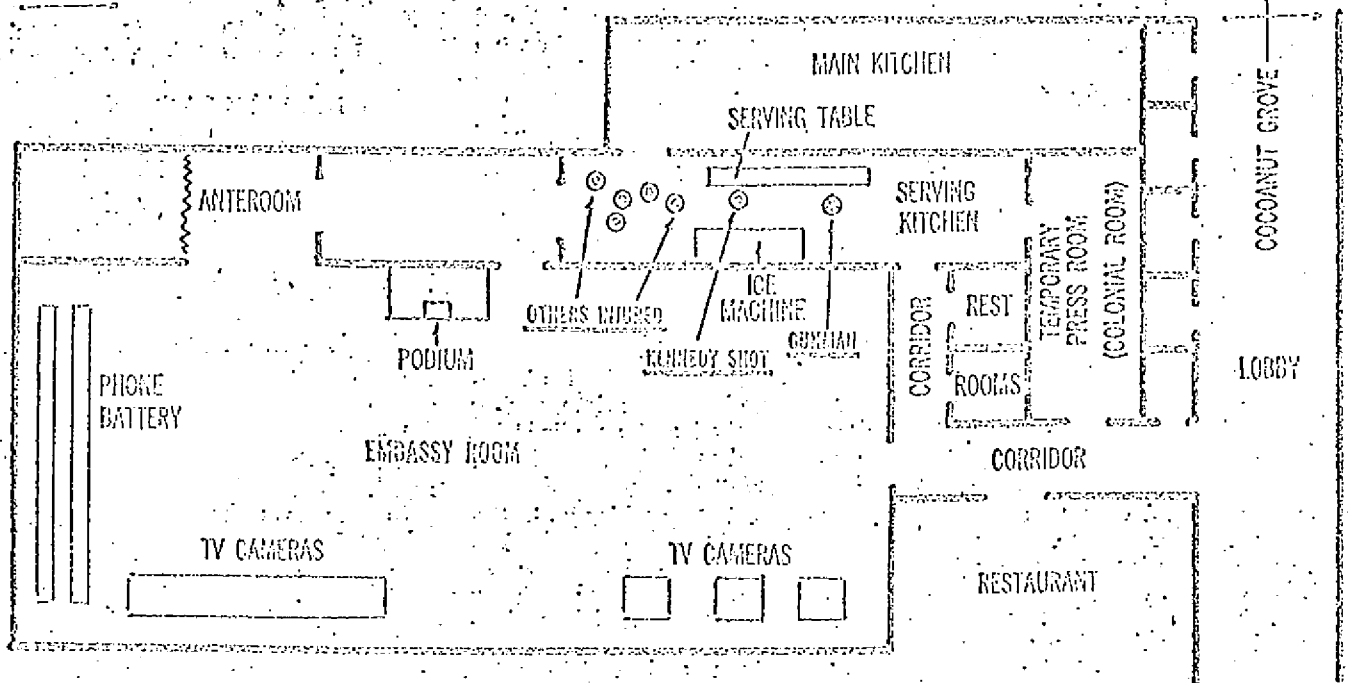 MAIN KITCHEN
SERVING TABLE
COCOANUT GROVE
ANTEROOM
SERVING
KITCHEN
TEMPORARY
PRESS ROOM
(COLONIAL ROOM)
OTHERS INJURED
ICE
MACHINE
KENNEDY SHOT
GUNMAN
PODIUM
CORRIDOR
REST
ROOMS
LOBBY
PHONE
BATTERY
EMBASSY ROOM
CORRIDOR
TV CAMERAS
TV CAMERAS
RESTAURANT